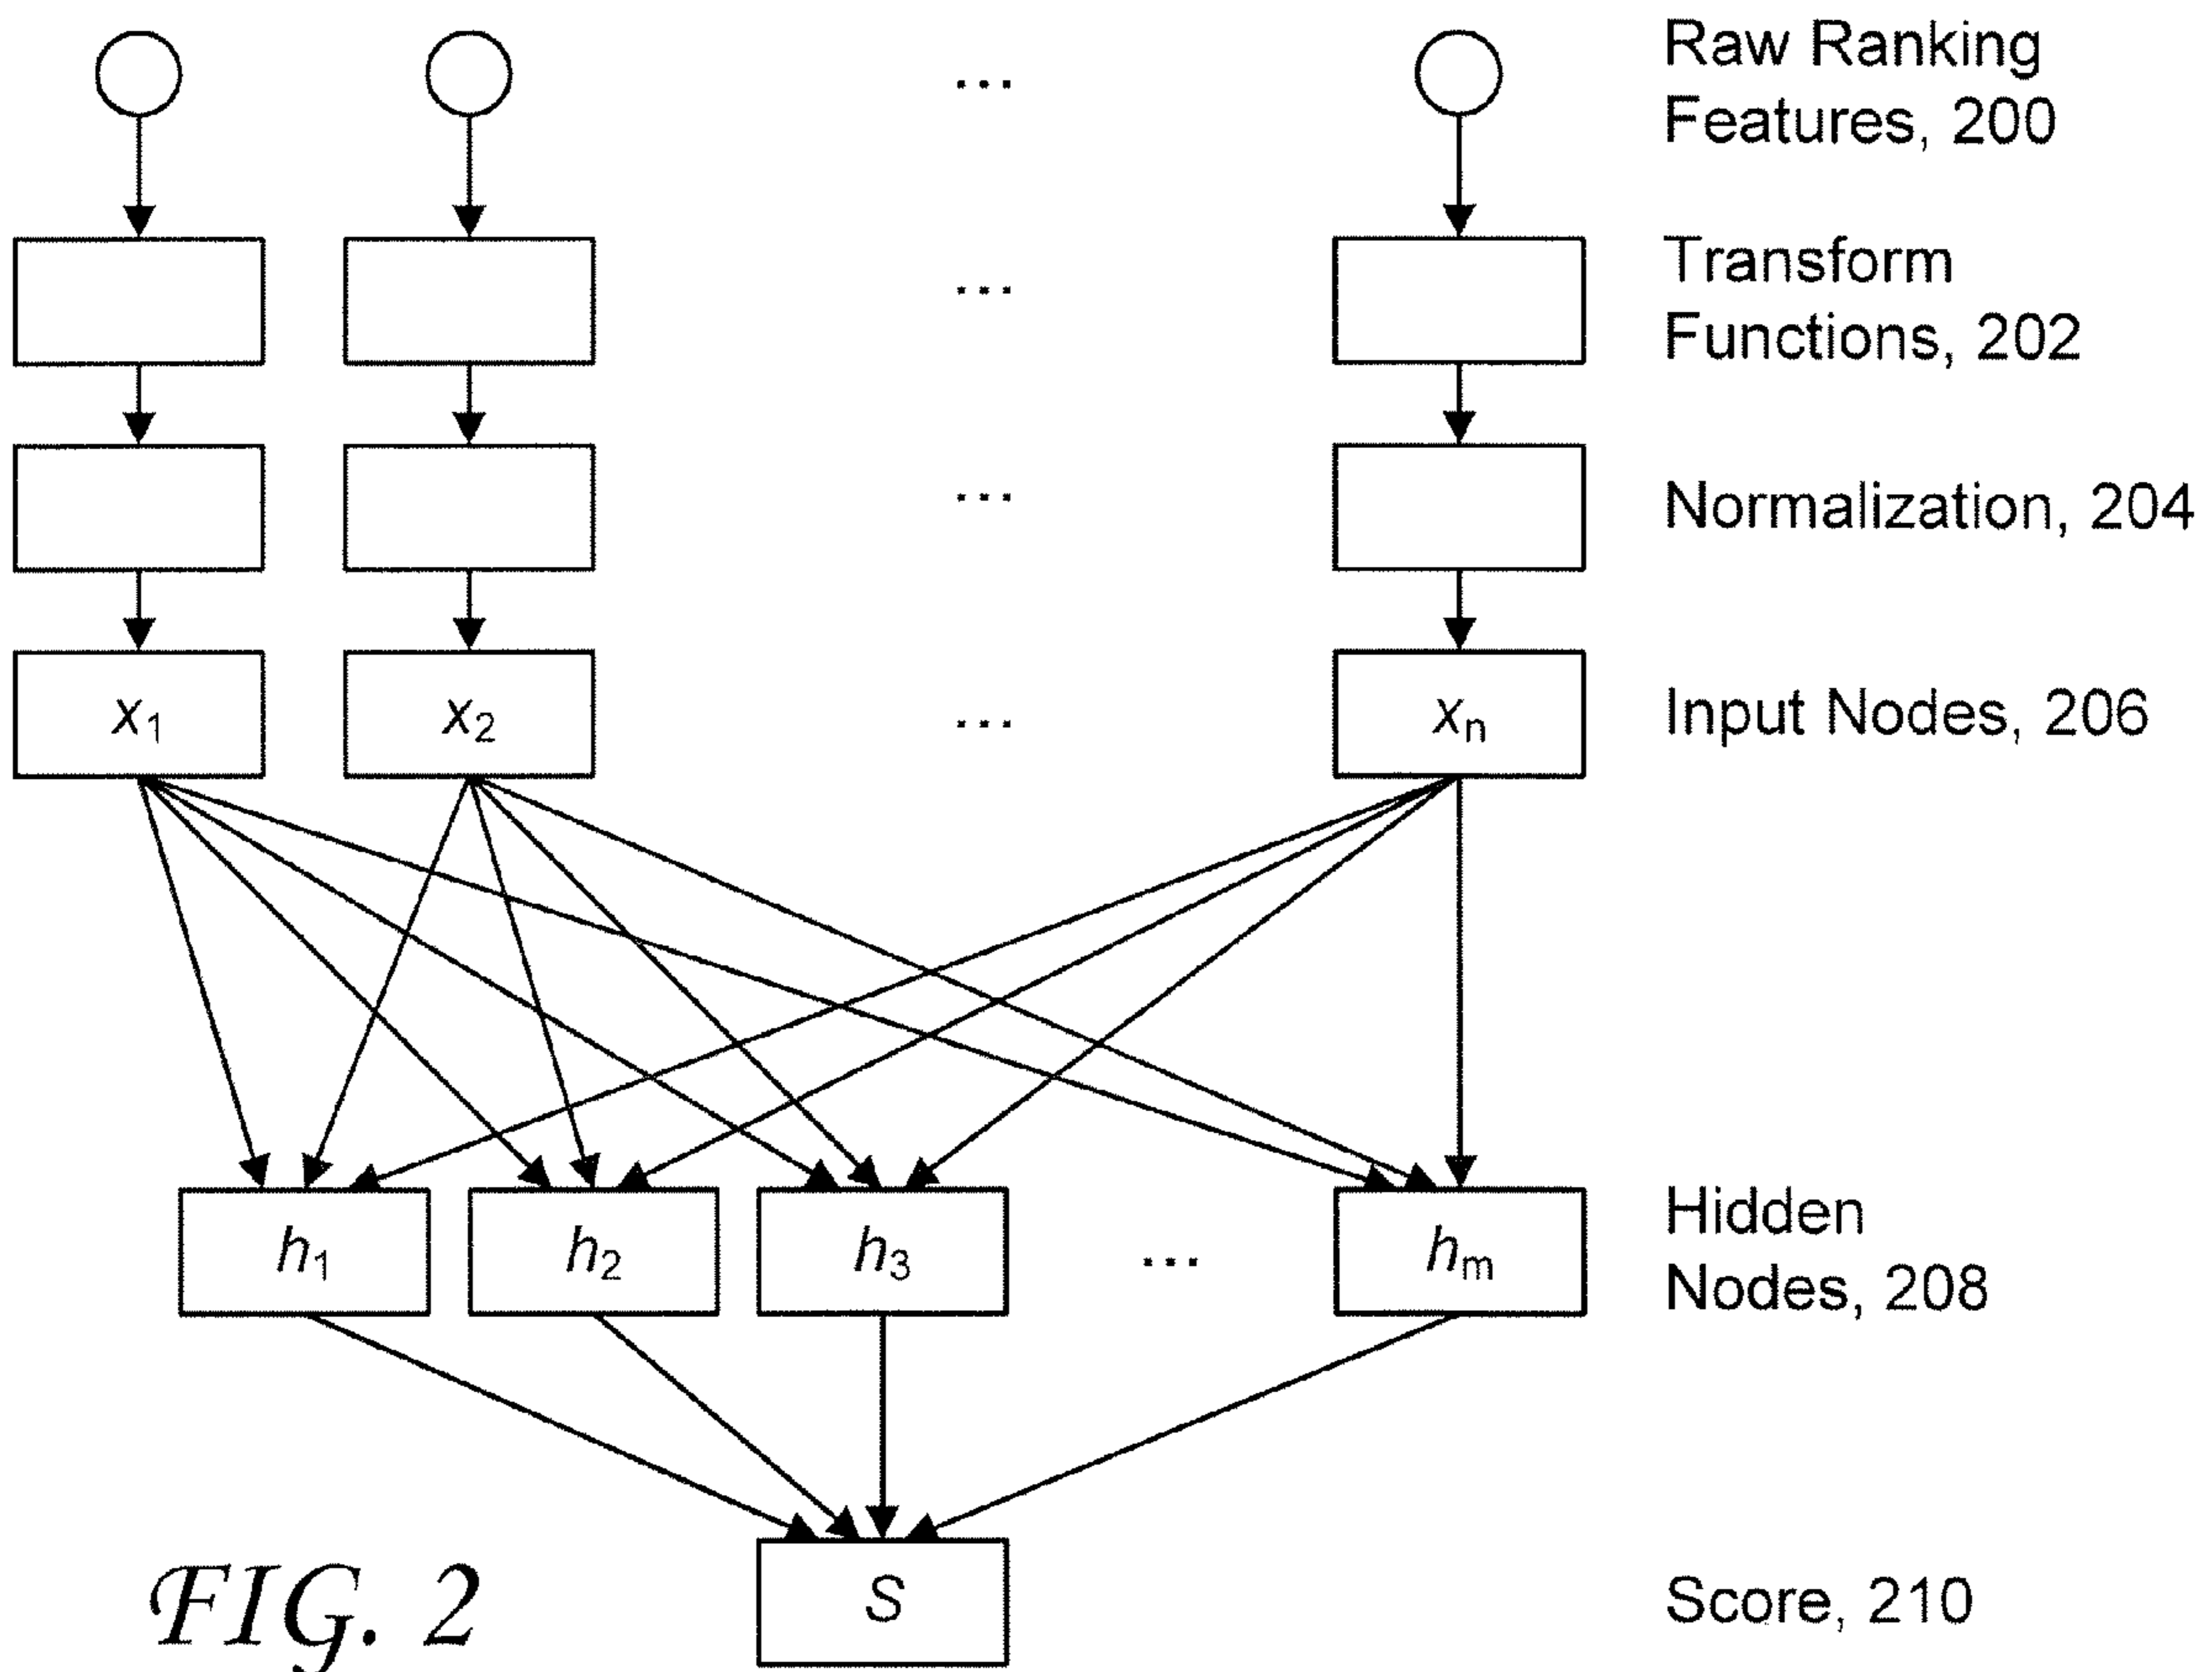 Raw Ranking
Features, 200
...
Transform
Functions, 202
...
Normalization, 204
...
x1 x2 ... xn
Input Nodes, 206
h1 h2 h3 ... hm
Hidden
Nodes, 208
S
Score, 210
FIG. 2